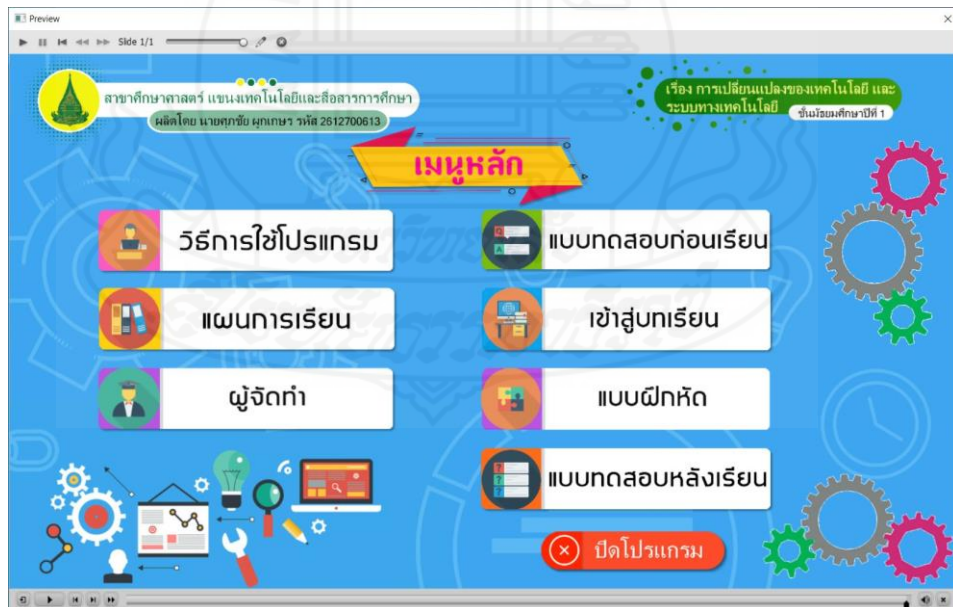 Preview
Slide 1/1
สาขาศึกษาศาสตร์ แขนงเทคโนโลยีและสื่อสารการศึกษา
ผลิตโดย นายศุภชัย ผุกเกษร รหัส 2612700613
เรื่อง การเปลี่ยนแปลงของเทคโนโลยี และ
ระบบทางเทคโนโลยี
ชั้นมัธยมศึกษาปีที่ 1
เมนูหลัก
วิธีการใช้โปรแกรม
แผนการเรียน
ผู้จัดทำ
แบบทดสอบก่อนเรียน
เข้าสู่บทเรียน
แบบฝึกหัด
แบบทดสอบหลังเรียน
ปิดโปรแกรม